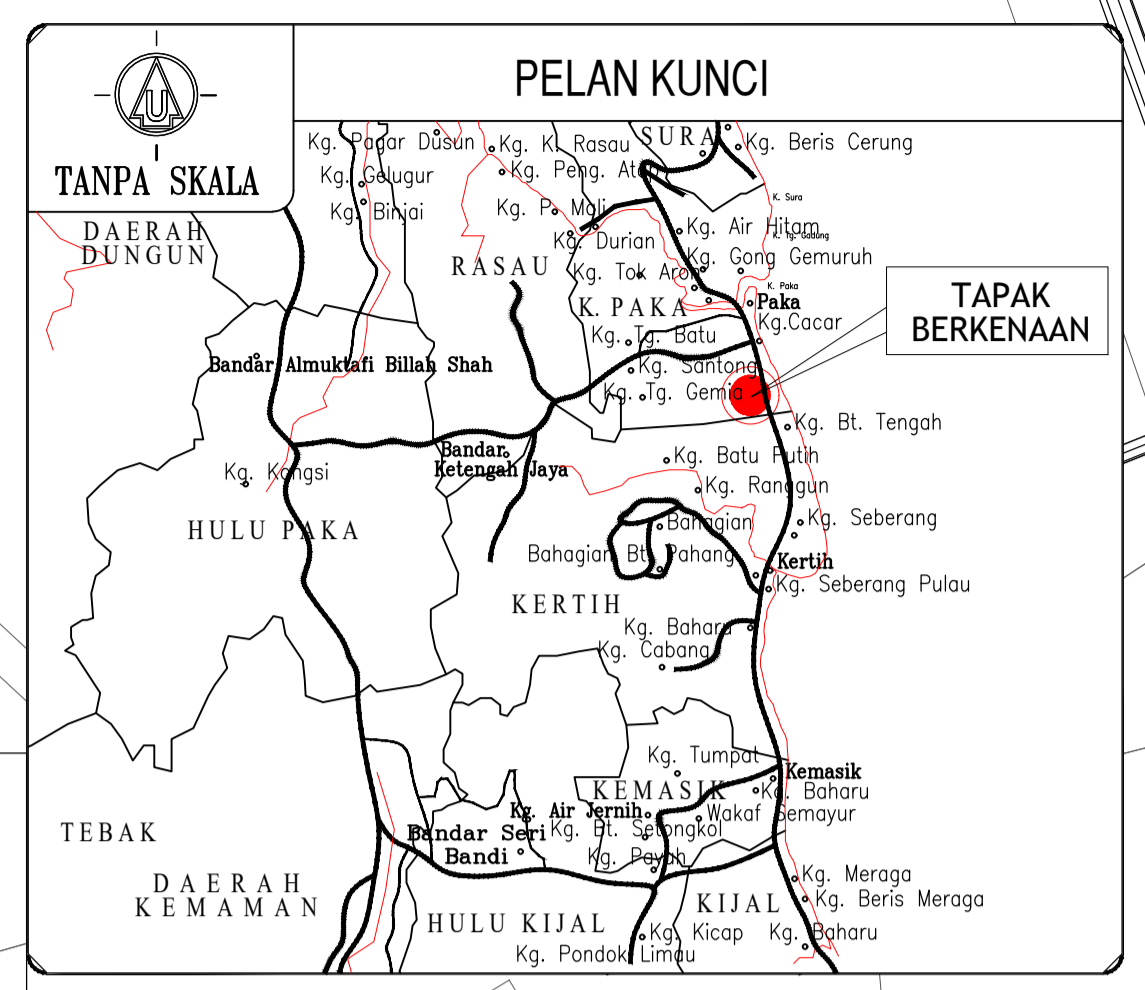 PELAN KUNCI
U
TANPA SKALA
SURA
Kg. Pagar Dusun
Kg. K. Rasau
Kg. Beris Cerung
Kg. Gelugur
Kg. Peng. Atap
K. Sura
Kg. Binjai
Kg. P. Mali
DAERAH
DUNGUN
Kg. Durian
Kg. Air Hitam
K. Tg. Gadung
RASAU
Kg. Tok Aron
Kg. Gong Gemuruh
K. Paka
K. PAKA
Paka
TAPAK
BERKENAAN
Kg.Cacar
Kg. Tg. Batu
Bandar Almuktafi Billah Shah
Kg. Santong
Kg. Tg. Gemia
Kg. Bt. Tengah
Bandar
Ketengah Jaya
Kg. Batu Putih
Kg. Kongsi
Kg. Ranggun
HULU PAKA
Bahagian
Kg. Seberang
Bahagian Bt. Pahang
Kertih
Kg. Seberang Pulau
KERTIH
Kg. Baharu
Kg. Cabang
Kg. Tumpat
Kemasik
KEMASIK
Kg. Baharu
Kg. Air Jernih
Wakaf Semayur
TEBAK
Bandar Seri
Bandi
Kg. Bt. Setongkol
Kg. Payah
DAERAH
KEMAMAN
Kg. Meraga
Kg. Beris Meraga
KIJAL
HULU KIJAL
Kg. Kicap
Kg. Baharu
Kg. Pondok Limau